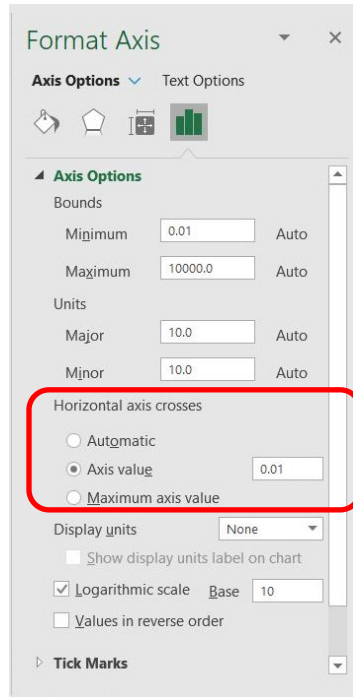 Format Axis
Axis Options Text Options
Axis Options
Bounds
Minimum 0.01 Auto
Maximum 10000.0 Auto
Units
Major 10.0 Auto
Minor 10.0 Auto
Horizontal axis crosses
Automatic
Axis value 0.01
Maximum axis value
Display units None
Show display units label on chart
Logarithmic scale Base 10
Values in reverse order
Tick Marks